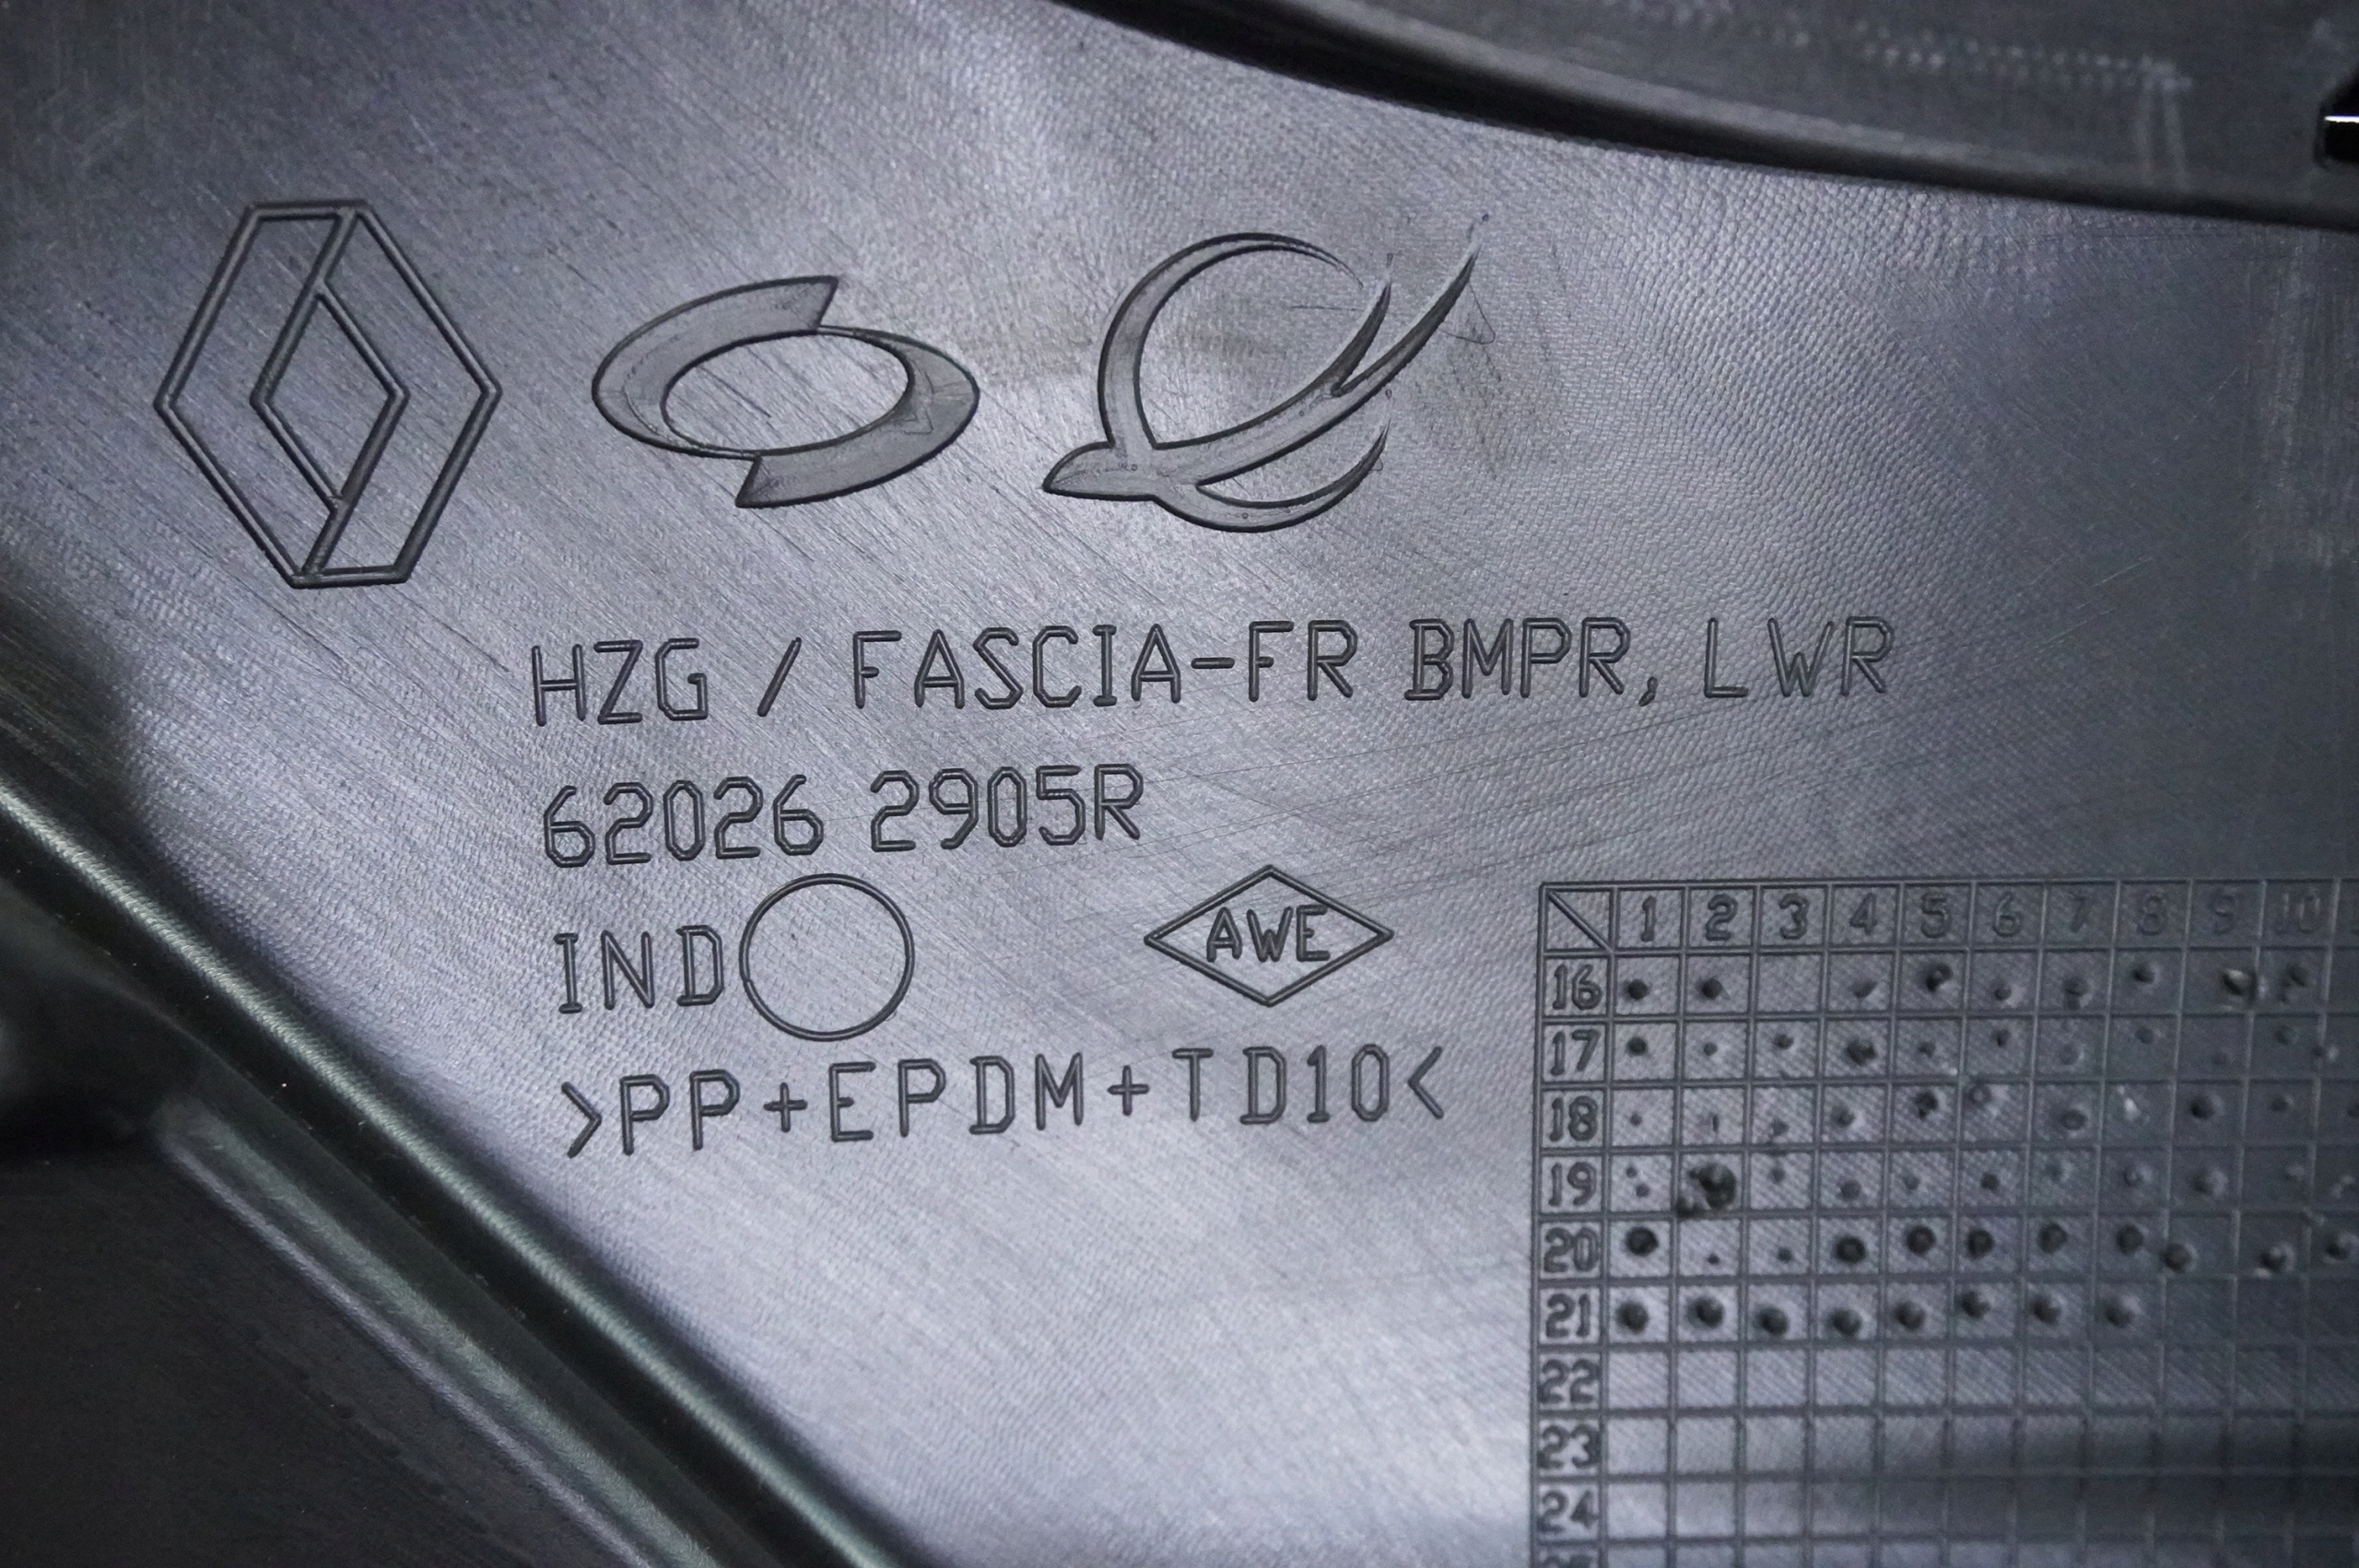 HZG / FASCIA-FR BMPR, LWR
62026 2905R
IND
AWE
>PP+EPDM+TD10<
1 2 3 4 5 6 7 8 9 10
16
17
18
19
20
21
22
23
24